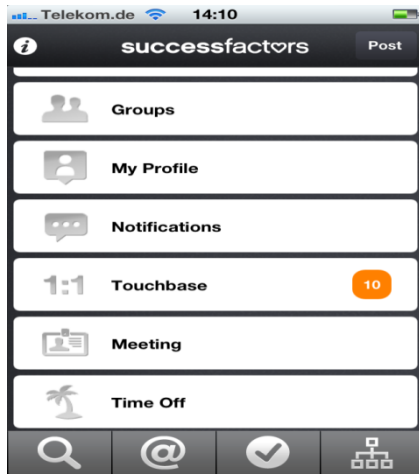 Telekom.de 14:10
successfactors Post
Groups
My Profile
Notifications
1:1 Touchbase 10
Meeting
Time Off
@